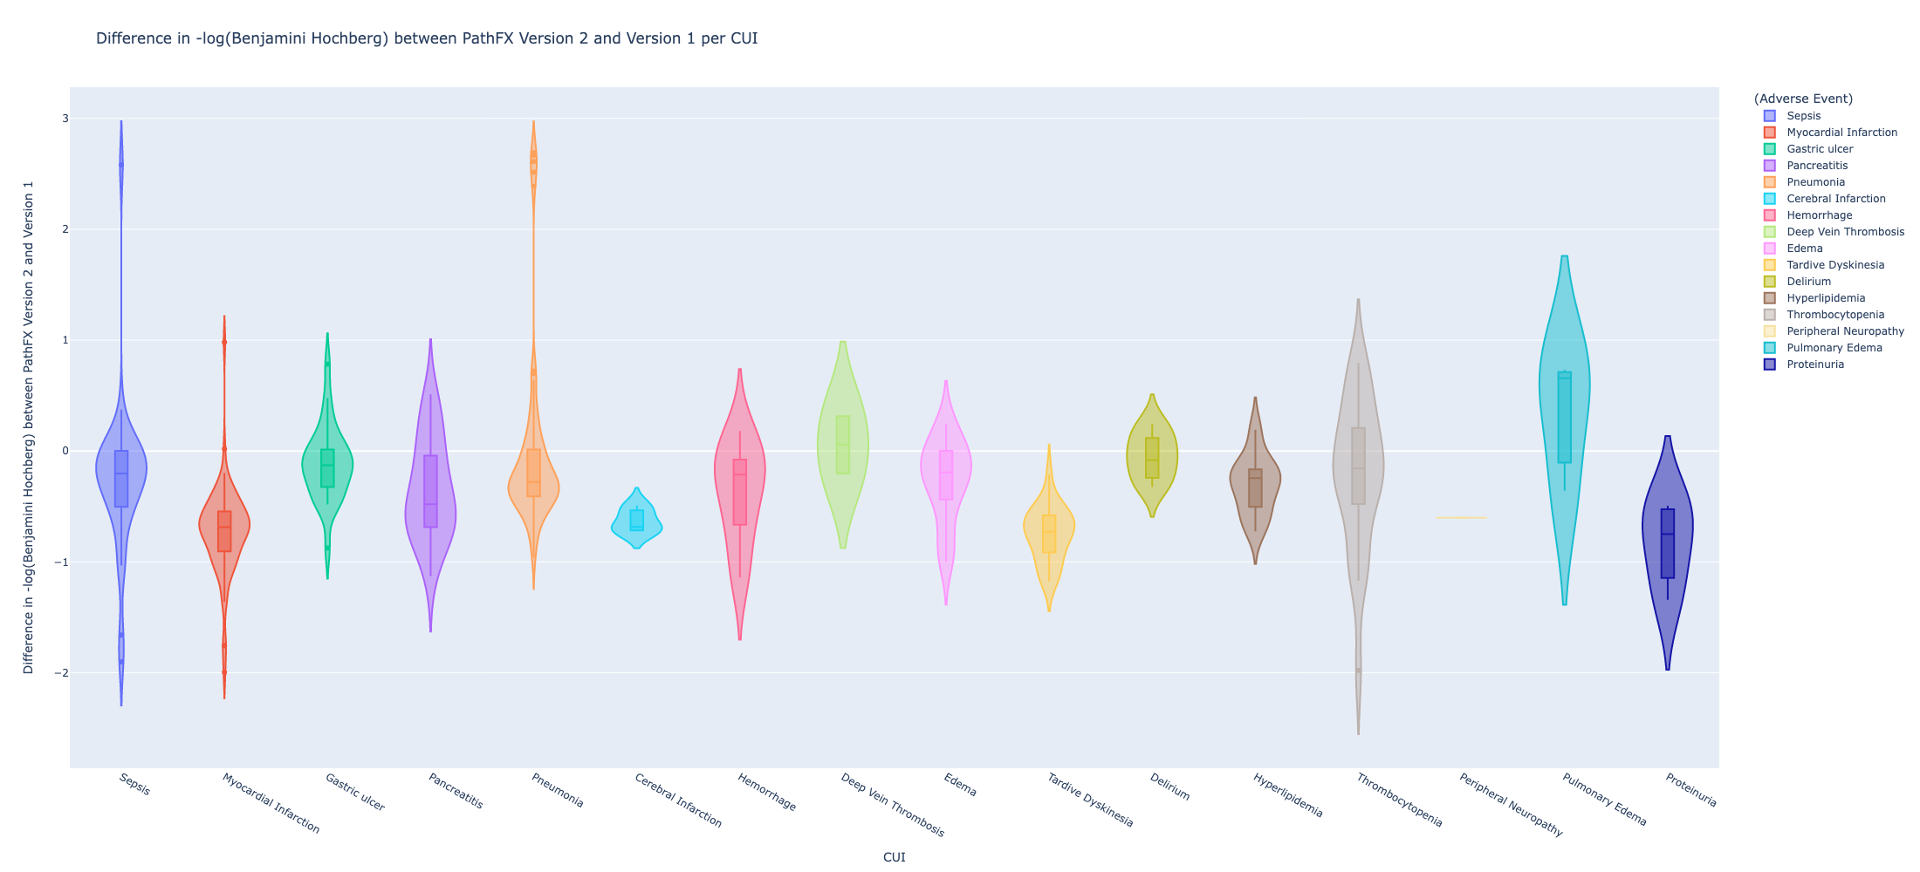 Difference in -log(Benjamini Hochberg) between PathFX Version 2 and Version 1 per CUI
Difference in -log(Benjamini Hochberg) between PathFX Version 2 and Version 1
3
2
1
0
−1
−2
Sepsis
Myocardial Infarction
Gastric ulcer
Pancreatitis
Pneumonia
Cerebral Infarction
Hemorrhage
Deep Vein Thrombosis
Edema
Tardive Dyskinesia
Delirium
Hyperlipidemia
Thrombocytopenia
Peripheral Neuropathy
Pulmonary Edema
Proteinuria
CUI
(Adverse Event)
Sepsis
Myocardial Infarction
Gastric ulcer
Pancreatitis
Pneumonia
Cerebral Infarction
Hemorrhage
Deep Vein Thrombosis
Edema
Tardive Dyskinesia
Delirium
Hyperlipidemia
Thrombocytopenia
Peripheral Neuropathy
Pulmonary Edema
Proteinuria